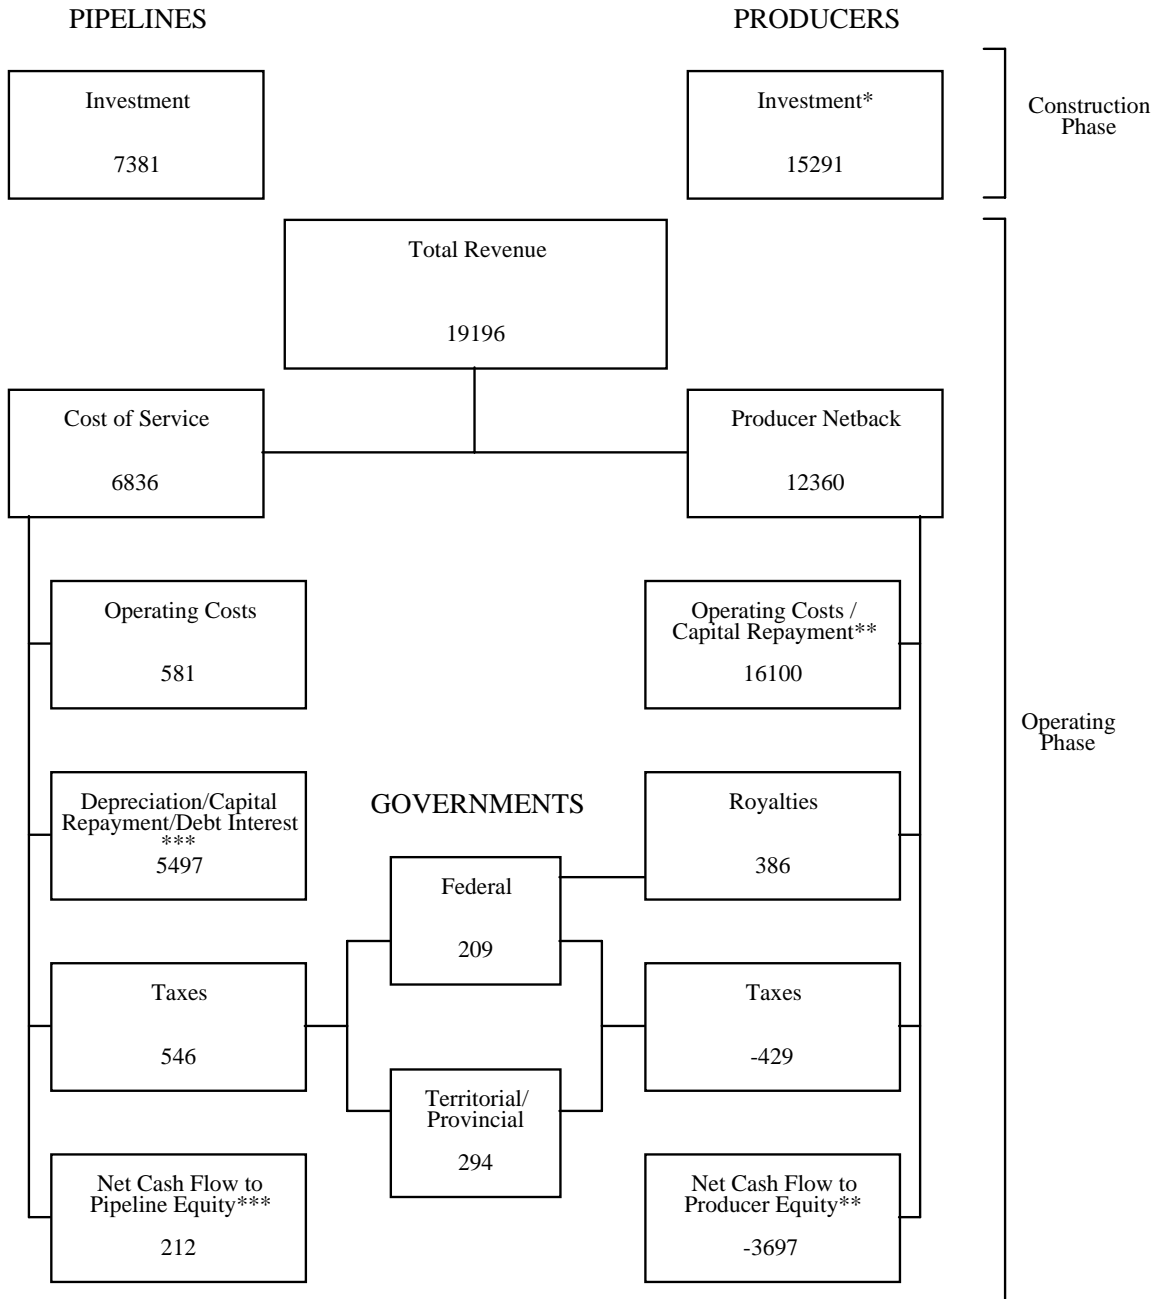 PIPELINES
PRODUCERS
Investment
7381
Investment*
15291
Construction
Phase
Total Revenue
19196
Cost of Service
6836
Producer Netback
12360
Operating Costs
581
Operating Costs /
Capital Repayment**
16100
Operating
Phase
Depreciation/Capital
Repayment/Debt Interest
***
5497
GOVERNMENTS
Royalties
386
Federal
209
Taxes
546
Taxes
-429
Territorial/
Provincial
294
Net Cash Flow to
Pipeline Equity***
212
Net Cash Flow to
Producer Equity**
-3697